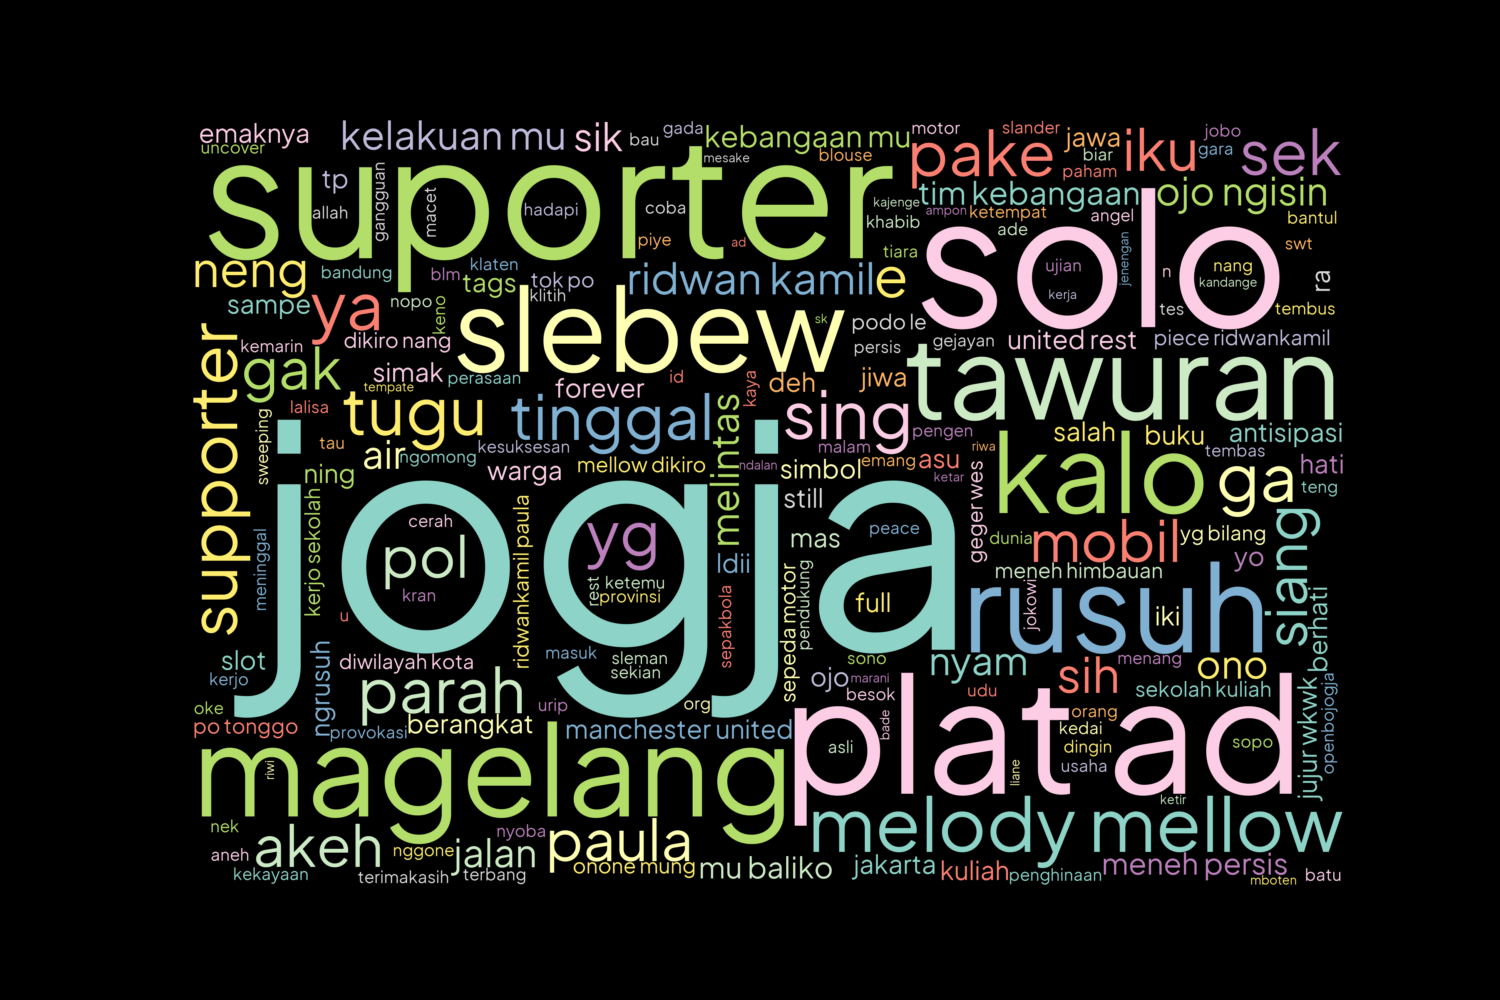 emaknya
uncover
kelakuan mu
sik
bau
gada
kebangaan mu
motor
slander
jawa
jobo
suporter
mesake
blouse
pake
biar
paham
iku
gara
sek
tp
allah
gangguan
macet
hadapi
coba
piye
ad
kajenge
khabib
tiara
tim kebangaan
ampon
ketempat
ade
angel
ojo ngisin
bantul
swt
solo
ujian
kerja
jenengan
n
tes
nang
kandange
ra
tembus
neng
bandung
blm
klaten
tags
tok po
klitih
ridwan kamil
e
sampe
ya
nopo
keno
slebew
sk
podo le
persis
gejayan
united rest
piece ridwankamil
supporter
kemarin
dikiro nang
gak
simak
tempate
perasaan
forever
id
kaya
deh
jiwa
tawuran
lalisa
sweeping
tugu
tinggal
melintas
sing
malam
pengen
riwa
salah
buku
antisipasi
tau
air
ngomong
kesuksesan
ning
warga
mellow dikiro
ndalan
simbol
emang
asu
ketar
kalo
tembas
ga
hati
teng
jogja
kerjo sekolah
meninggal
cerah
pol
kran
u
ridwankamil paula
yg
rest
ketemu
provinsi
ldii
still
mas
peace
full
geger wes
dunia
mobil
yg bilang
yo
siang
meneh himbauan
sepakbola
sepeda motor
pendukung
rusuh
jokowi
iki
berhati
slot
kerjo
ngrusuh
diwilayah kota
masuk
sleman
sekian
sono
ojo
marani
besok
nyam
udu
sih
menang
ono
sekolah kuliah
oke
po tonggo
parah
provokasi
berangkat
urip
org
manchester united
plat ad
asli
bade
orang
kedai
dingin
usaha
liane
ketir
sopo
jujur wkwk
openbojogja
magelang
riwi
melody mellow
nek
aneh
akeh
kekayaan
nggone
terimakasih
jalan
terbang
nyoba
paula
onone mung
mu baliko
jakarta
kuliah
penghinaan
meneh persis
mboten
batu